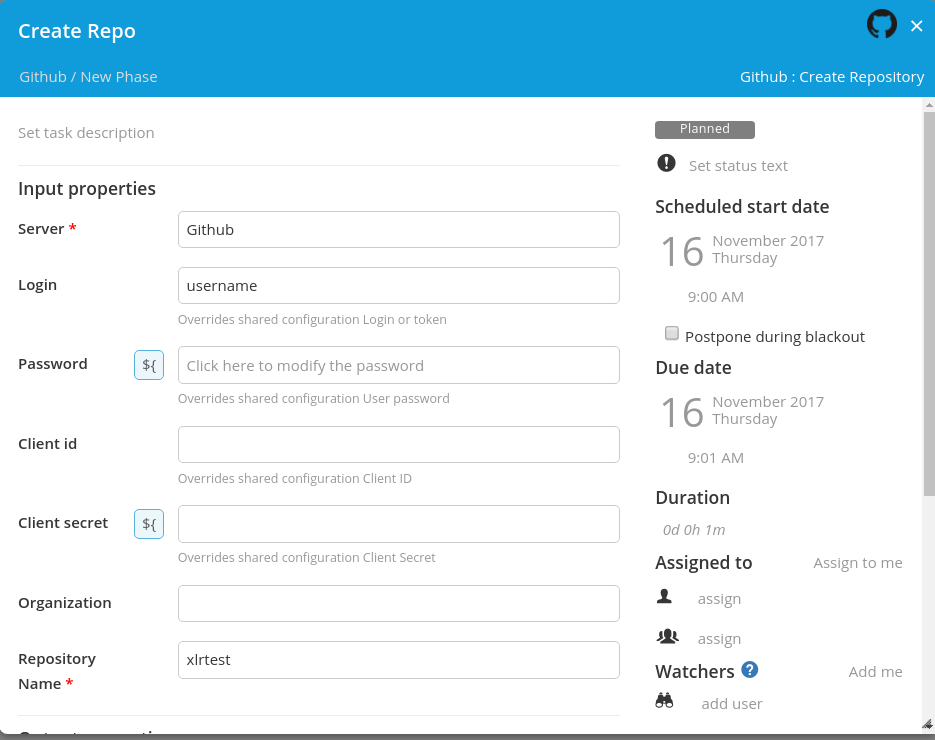 Create Repo
Github / New Phase
Github : Create Repository
Set task description
Input properties
Server *
Github
Login
username
Overrides shared configuration Login or token
Password
${
Click here to modify the password
Overrides shared configuration User password
Client id
Overrides shared configuration Client ID
Client secret
${
Overrides shared configuration Client Secret
Organization
Repository
Name *
xlrtest
Planned
Set status text
Scheduled start date
16
November 2017
Thursday
9:00 AM
Postpone during blackout
Due date
16
November 2017
Thursday
9:01 AM
Duration
0d 0h 1m
Assigned to
Assign to me
assign
assign
Watchers ?
Add me
add user